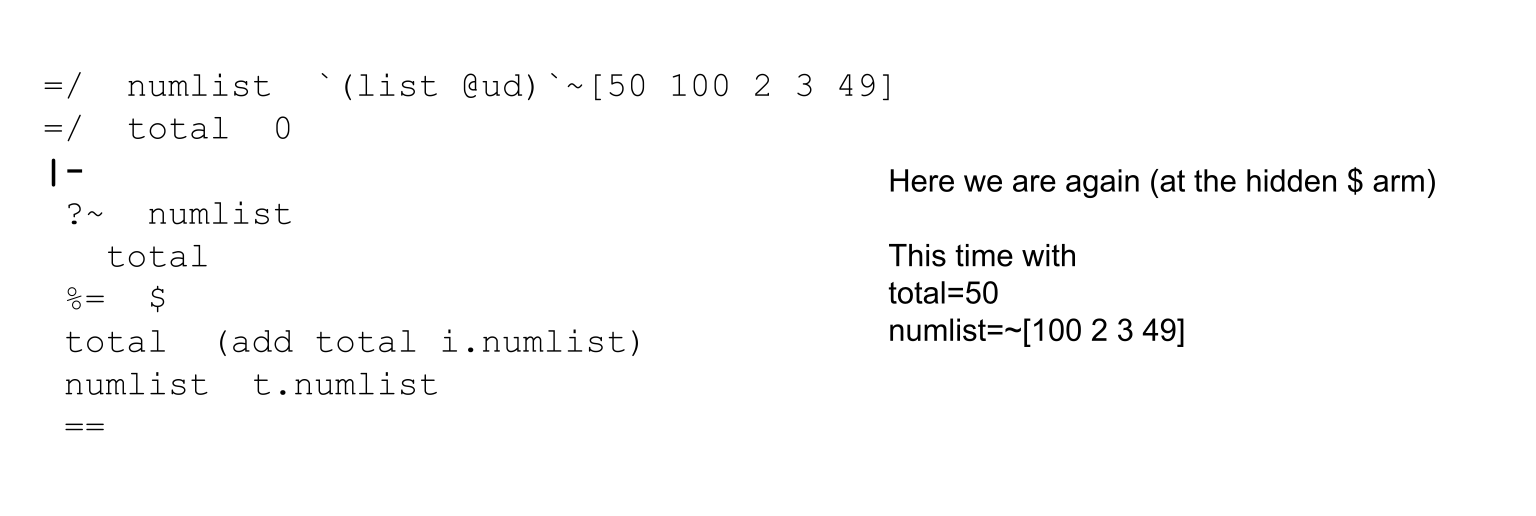 =/  numlist  `(list @ud)`~[50 100 2 3 49]
=/  total  0
|-
?~  numlist
total
%=  $
total  (add total i.numlist)
numlist  t.numlist
==
Here we are again (at the hidden $ arm)
This time with
total=50
numlist=~[100 2 3 49]